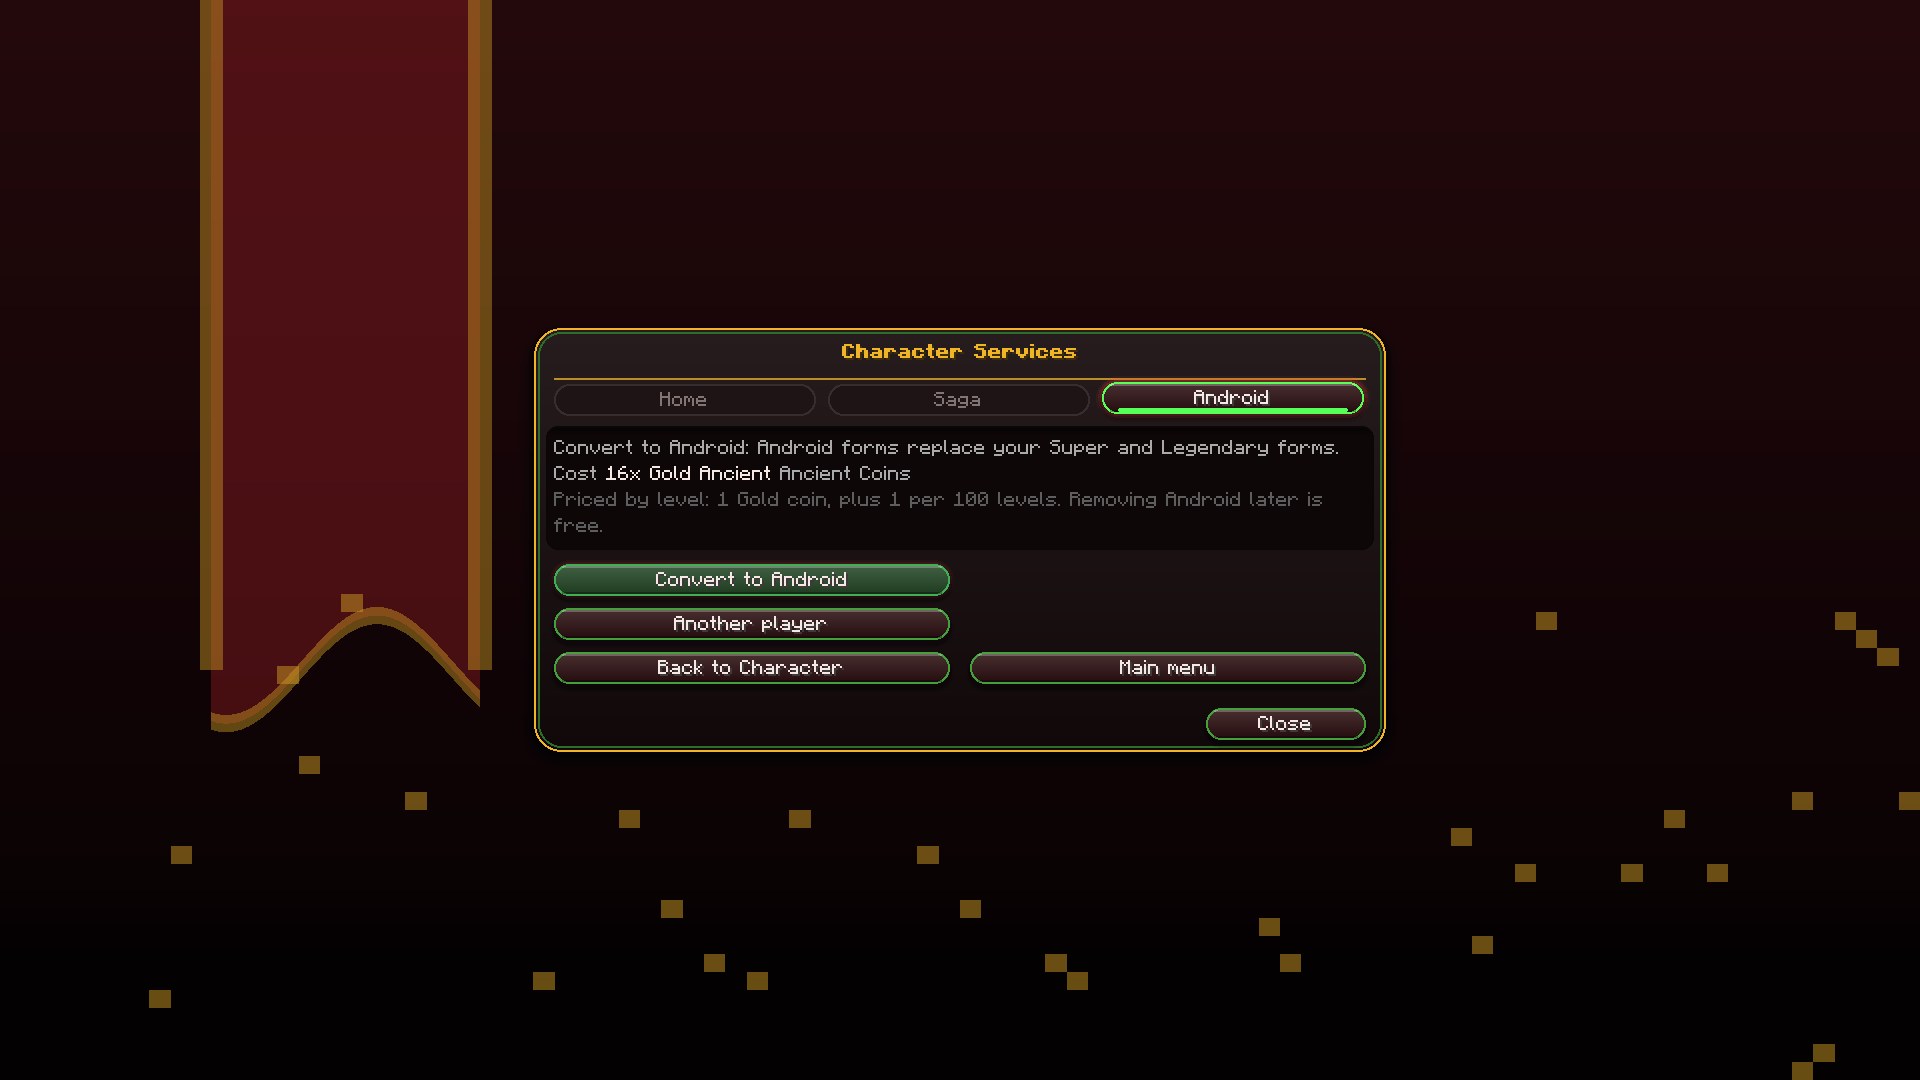 Character Services
Home
Saga
Android
Convert to Android: Android forms replace your Super and Legendary forms.
Cost 16x Gold Ancient Ancient Coins
Priced by level: 1 Gold coin, plus 1 per 100 levels. Removing Android later is
free.
Convert to Android
Another player
Back to Character
Main menu
Close